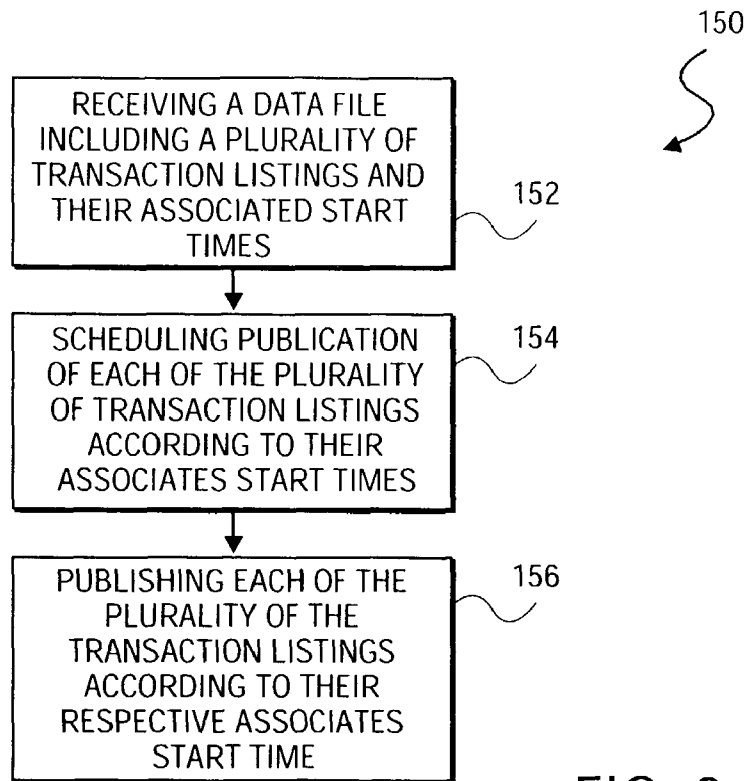 150
RECEIVING A DATA FILE
INCLUDING A PLURALITY OF
TRANSACTION LISTINGS AND
THEIR ASSOCIATED START
TIMES
152
SCHEDULING PUBLICATION
OF EACH OF THE PLURALITY
OF TRANSACTION LISTINGS
ACCORDING TO THEIR
ASSOCIATES START TIMES
154
PUBLISHING EACH OF THE
PLURALITY OF THE
TRANSACTION LISTINGS
ACCORDING TO THEIR
RESPECTIVE ASSOCIATES
START TIME
156